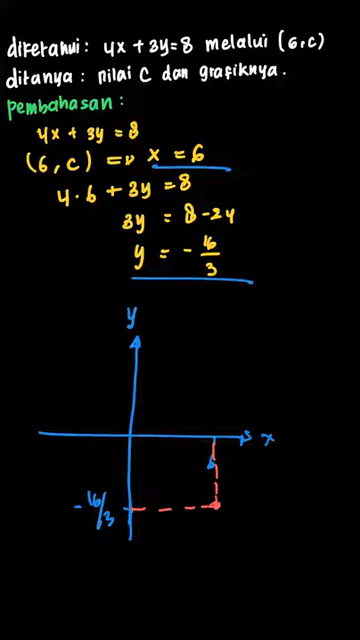 diketahui: 4x + 3y = 8 melalui (6, c)
ditanya: nilai C dan grafiknya.
pembahasan:
4x + 3y = 8
(6, c) => x = 6
4 · 6 + 3y = 8
3y = 8 - 24
y = - 16/3
y
x
6
- 16/3